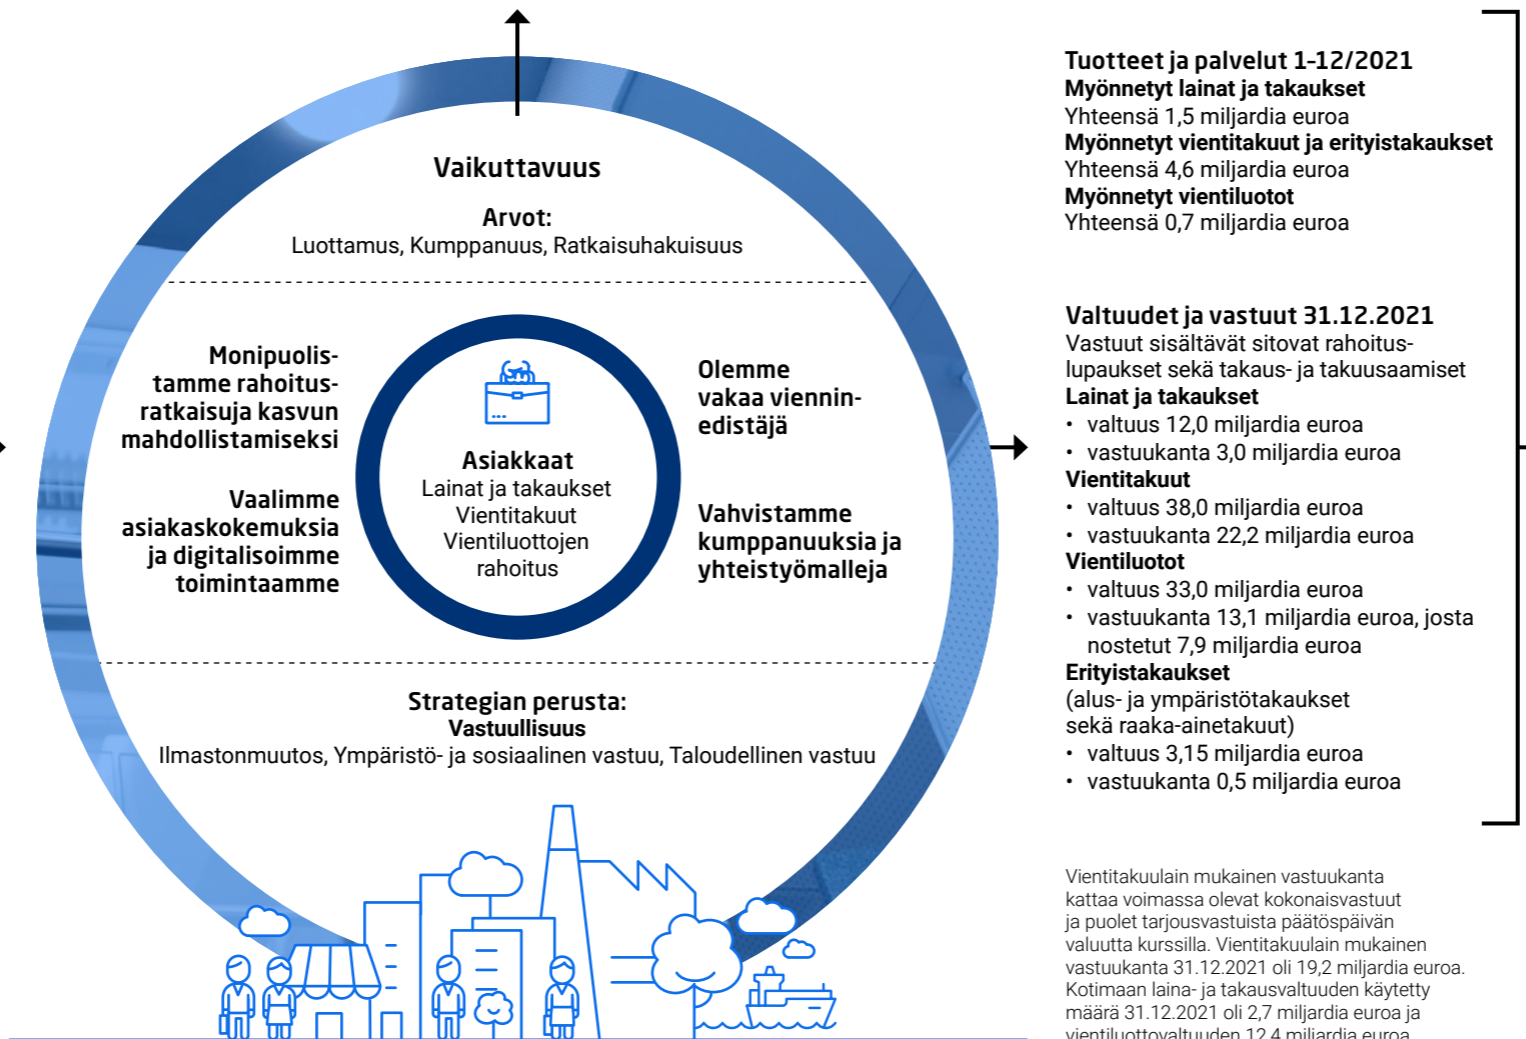 Vaikuttavuus
Arvot:
Luottamus, Kumppanuus, Ratkaisuhakuisuus
Monipuolis-
tamme rahoitus-
ratkaisuja kasvun
mahdollistamiseksi
Vaalimme
asiakaskokemuksia
ja digitalisoimme
toimintaamme
Asiakkaat
Lainat ja takaukset
Vientitakuut
Vientiluottojen
rahoitus
Olemme
vakaa viennin-
edistäjä
Vahvistamme
kumppanuuksia ja
yhteistyömalleja
Strategian perusta:
Vastuullisuus
Ilmastonmuutos, Ympäristö- ja sosiaalinen vastuu, Taloudellinen vastuu
Tuotteet ja palvelut 1–12/2021
Myönnetyt lainat ja takaukset
Yhteensä 1,5 miljardia euroa
Myönnetyt vientitakuut ja erityistakaukset
Yhteensä 4,6 miljardia euroa
Myönnetyt vientiluotot
Yhteensä 0,7 miljardia euroa
Valtuudet ja vastuut 31.12.2021
Vastuut sisältävät sitovat rahoitus-
lupaukset sekä takaus- ja takuusaamiset
Lainat ja takaukset
• valtuus 12,0 miljardia euroa
• vastuukanta 3,0 miljardia euroa
Vientitakuut
• valtuus 38,0 miljardia euroa
• vastuukanta 22,2 miljardia euroa
Vientiluotot
• valtuus 33,0 miljardia euroa
• vastuukanta 13,1 miljardia euroa, josta
nostetut 7,9 miljardia euroa
Erityistakaukset
(alus- ja ympäristötakaukset
sekä raaka-ainetakuut)
• valtuus 3,15 miljardia euroa
• vastuukanta 0,5 miljardia euroa
Vientitakuulain mukainen vastuukanta
kattaa voimassa olevat kokonaisvastuut
ja puolet tarjousvastuista päätöspäivän
valuutta kurssilla. Vientitakuulain mukainen
vastuukanta 31.12.2021 oli 19,2 miljardia euroa.
Kotimaan laina- ja takausvaltuuden käytetty
määrä 31.12.2021 oli 2,7 miljardia euroa ja
vientiluottovaltuuden 12,4 miljardia euroa